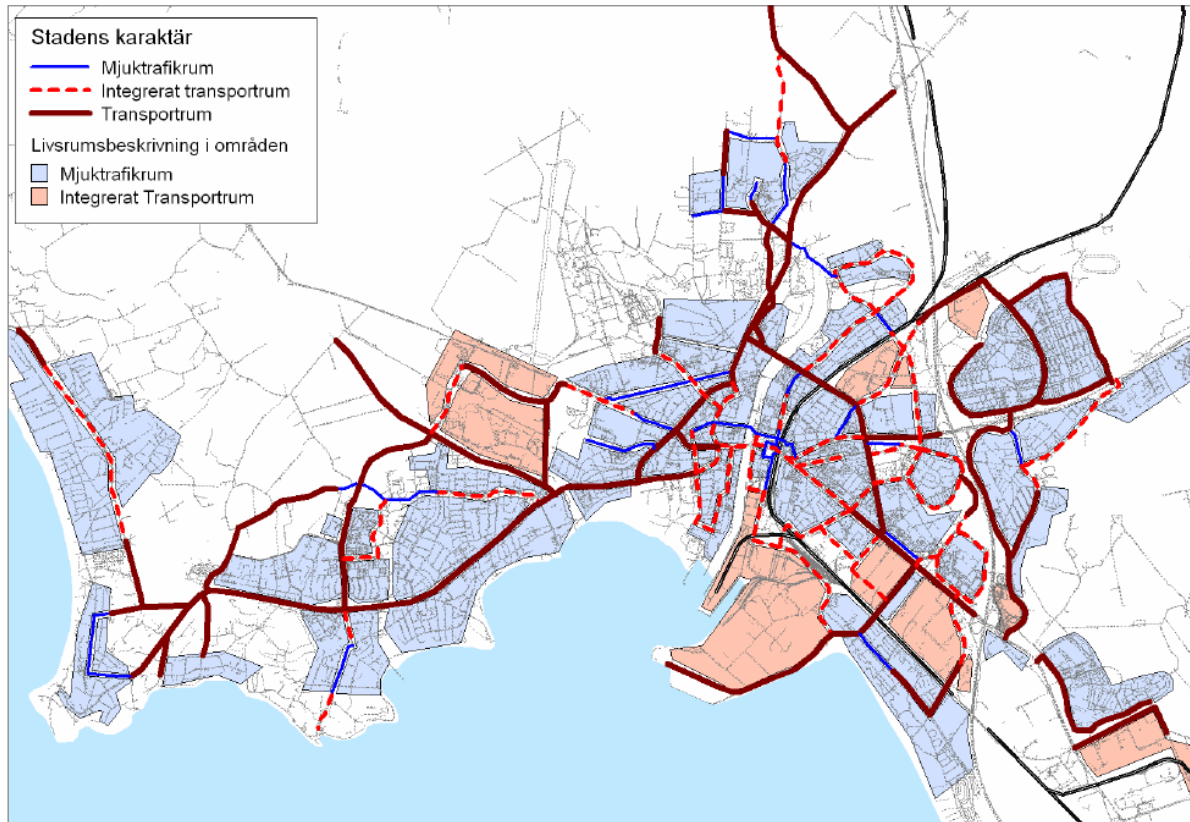 Stadens karaktär
Mjuktrafikrum
Integrerat transportrum
Transportrum
Livsrumsbeskrivning i områden
Mjuktrafikrum
Integrerat Transportrum